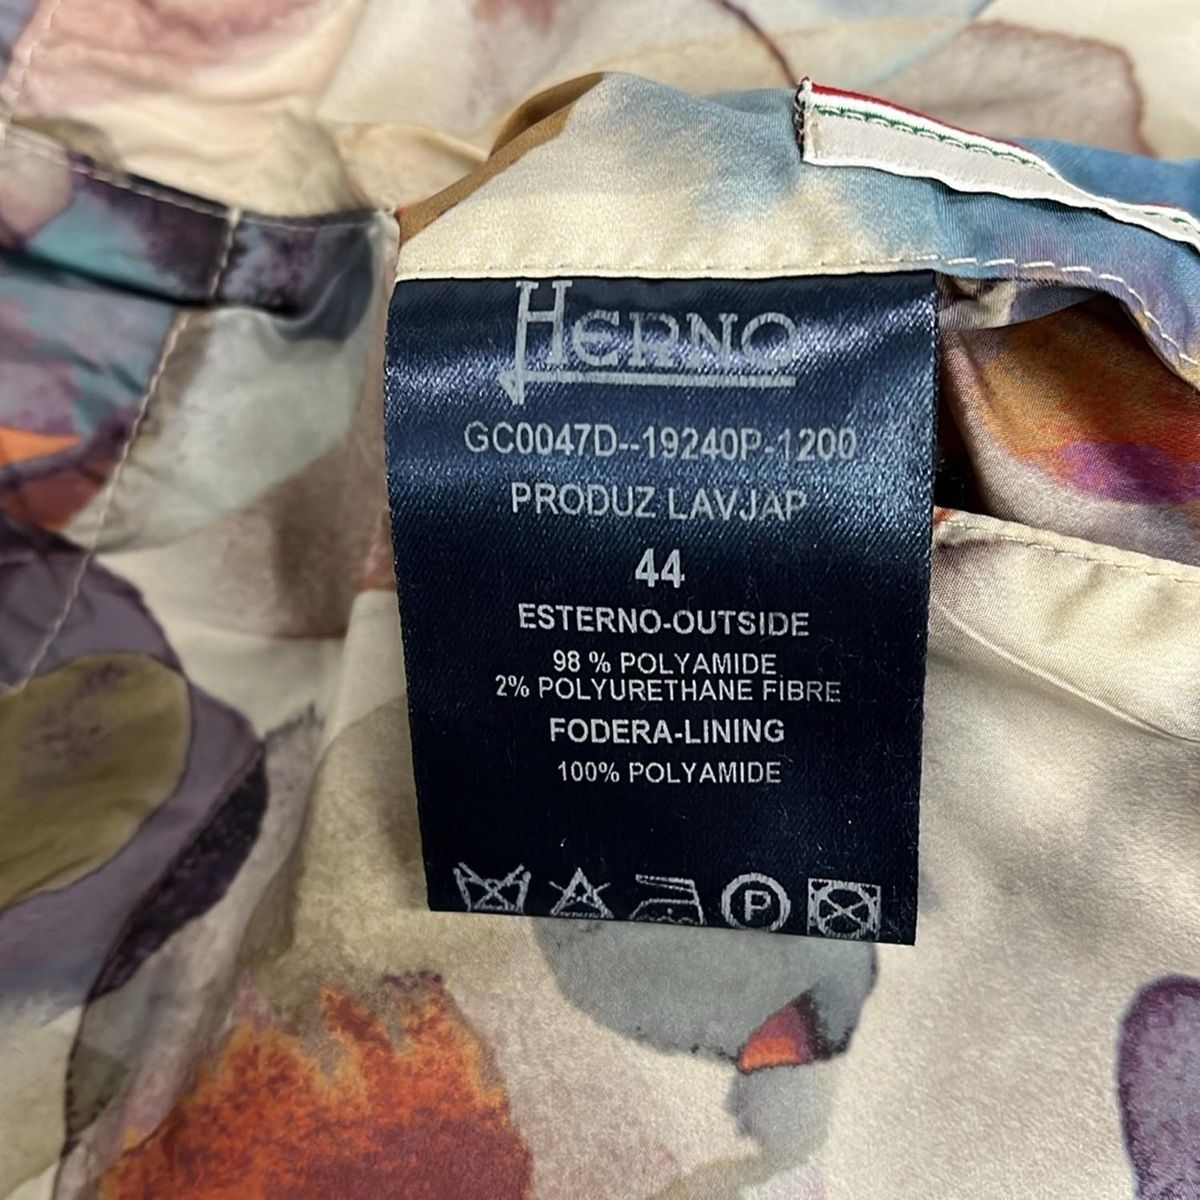 HERNO
GC0047D--19240P-1200
PRODUZ LAVJAP
44
ESTERNO-OUTSIDE
98 % POLYAMIDE
2% POLYURETHANE FIBRE
FODERA-LINING
100% POLYAMIDE
P